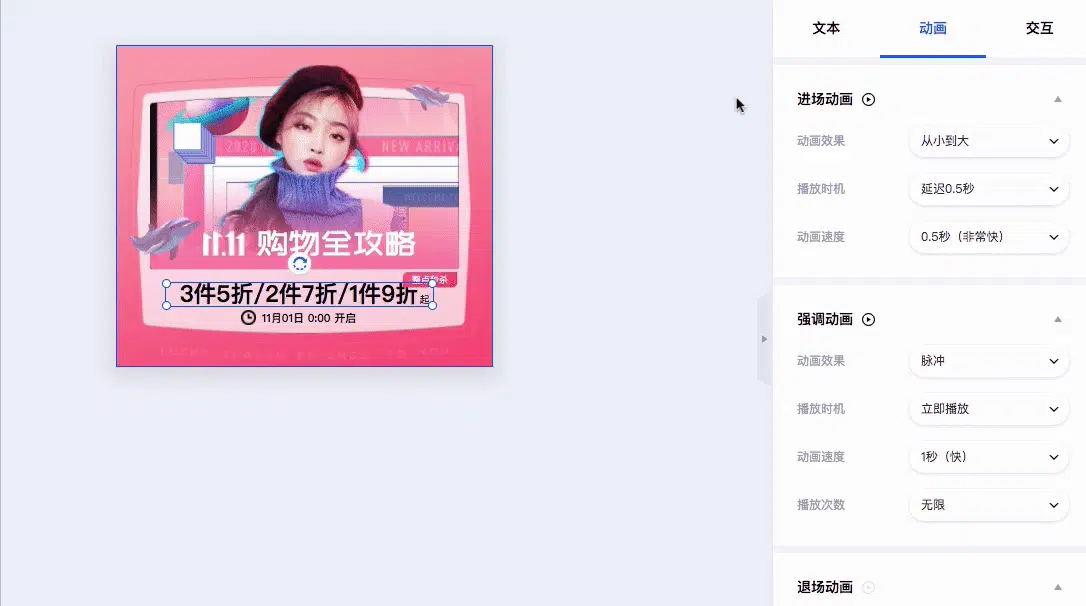 文本
动画
交互
2020 N
NEW ARRIVA
WELCOME TO
11.11 购物全攻略
整点秒杀
3件5折/2件7折/1件9折起
11月01日 0:00 开启
进场动画
动画效果
从小到大
播放时机
延迟0.5秒
动画速度
0.5秒（非常快）
强调动画
动画效果
脉冲
播放时机
立即播放
动画速度
1秒（快）
播放次数
无限
退场动画